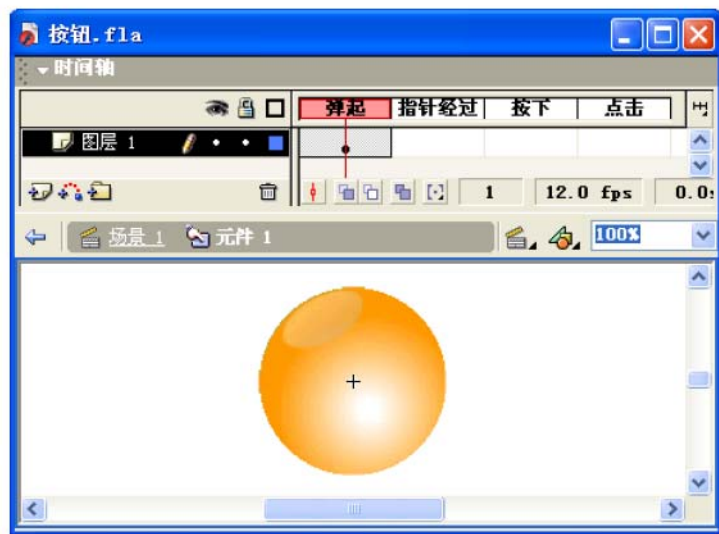 按钮.fla
时间轴
弹起 指针经过 按下 点击
图层 1
1 12.0 fps 0.0s
场景 1 元件 1 100%